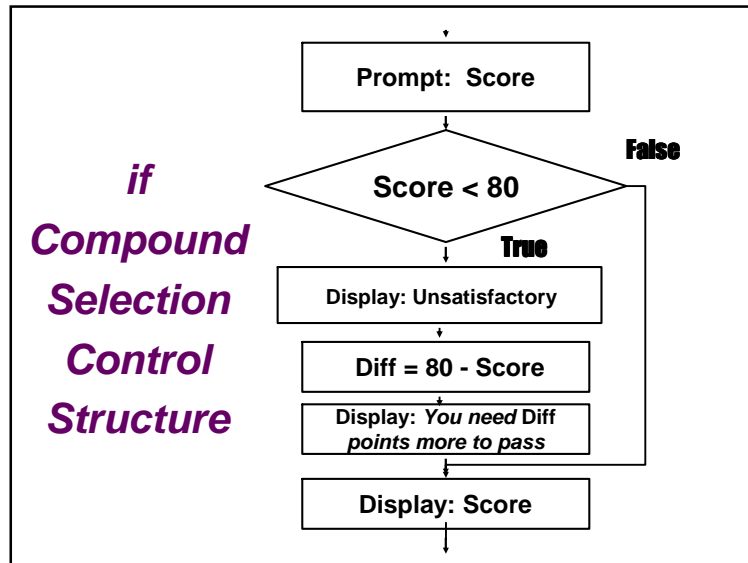 if
Compound
Selection
Control
Structure
Prompt:  Score
Score < 80
False
True
Display: Unsatisfactory
Diff = 80 - Score
Display: You need Diff
points more to pass
Display: Score